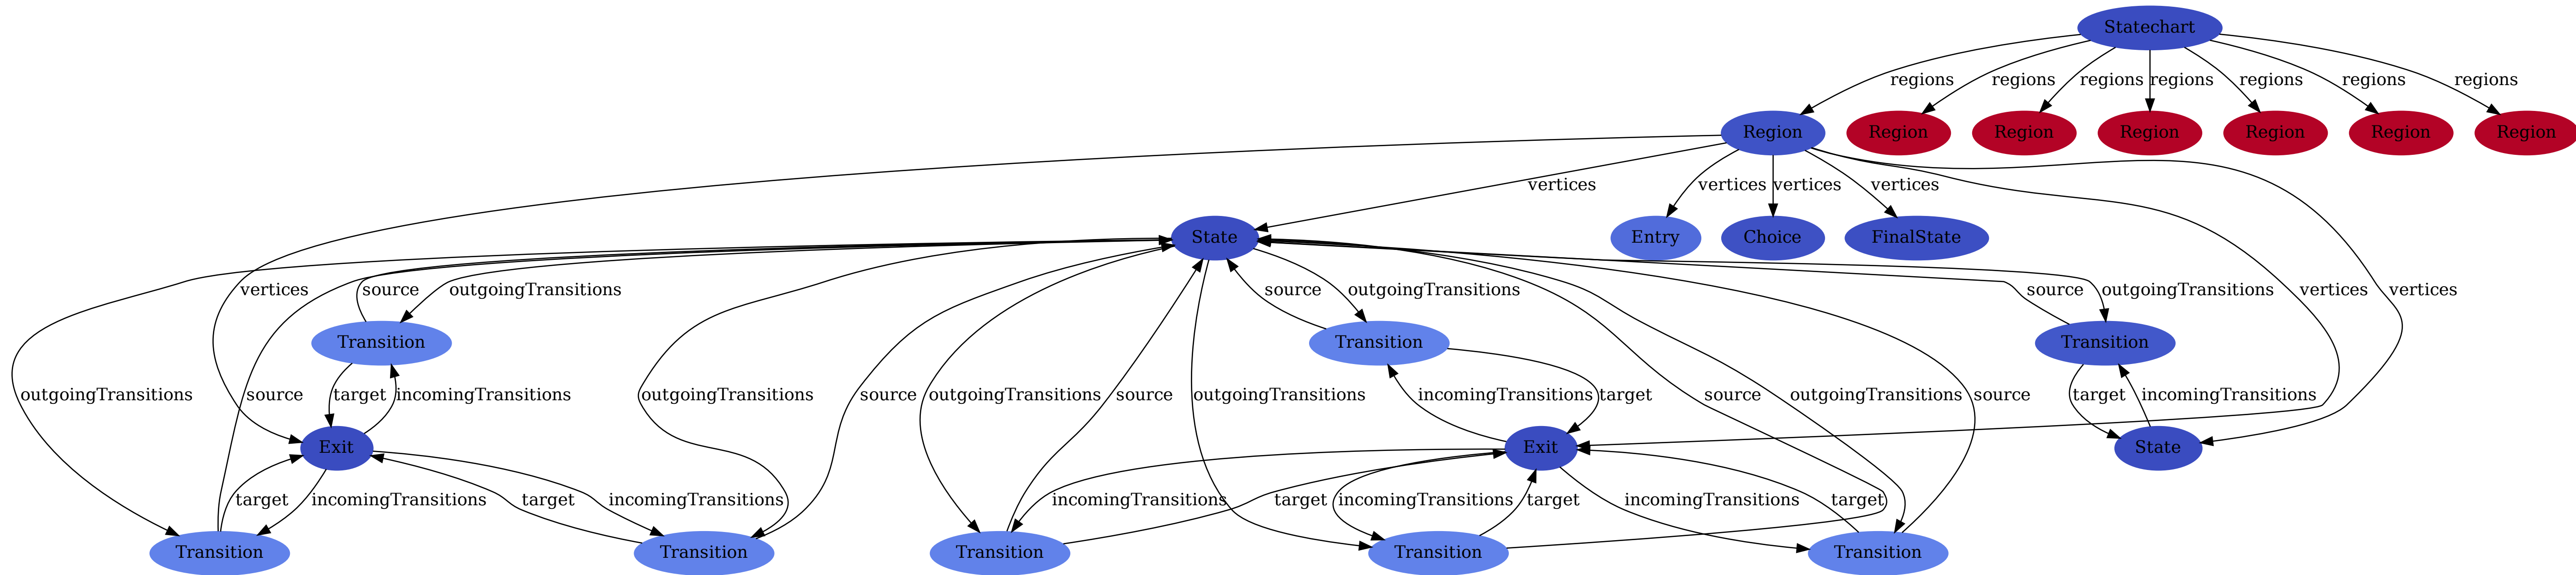 Statechart
regions regions regions regions regions regions regions
Region Region Region Region Region Region Region
vertices vertices vertices vertices
State Entry Choice FinalState
vertices source outgoingTransitions source outgoingTransitions source outgoingTransitions vertices vertices
Transition Transition Transition
outgoingTransitions source target incomingTransitions outgoingTransitions source outgoingTransitions source outgoingTransitions incomingTransitions target source outgoingTransitions source target incomingTransitions
Exit Exit State
target incomingTransitions target incomingTransitions incomingTransitions target incomingTransitions target incomingTransitions target
Transition Transition Transition Transition Transition